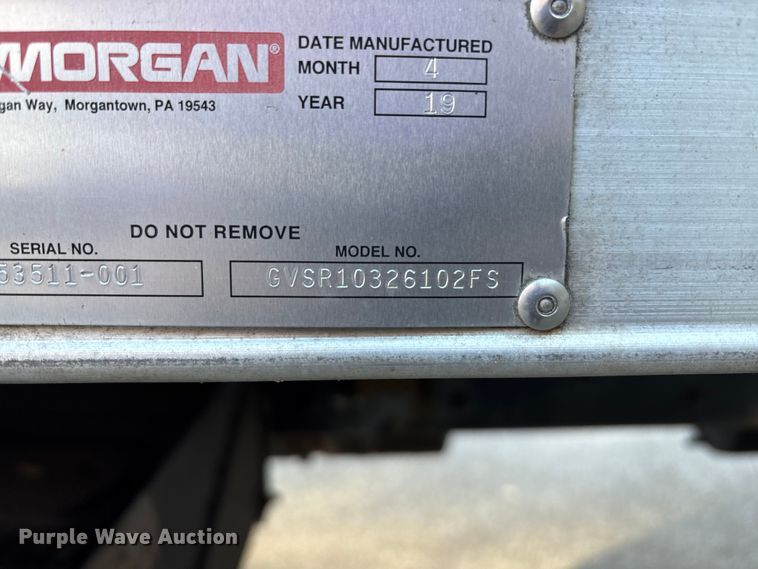 MORGAN®
gan Way, Morgantown, PA 19543
DATE MANUFACTURED
MONTH 4
YEAR 19
DO NOT REMOVE
SERIAL NO.
53511-001
MODEL NO.
GVSR10326102FS
Purple Wave Auction